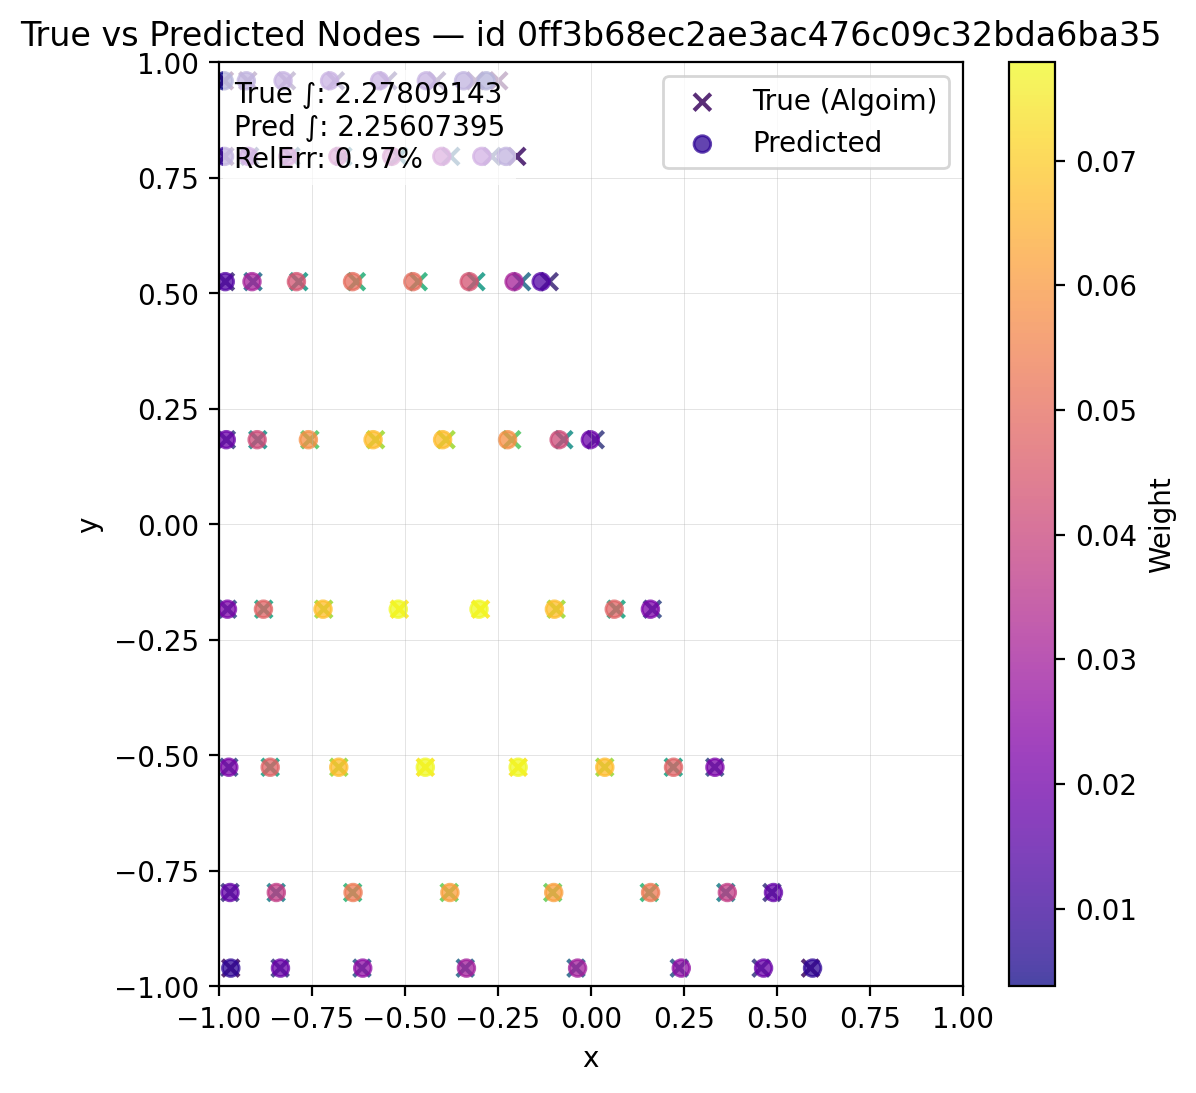 True vs Predicted Nodes — id 0ff3b68ec2ae3ac476c09c32bda6ba35
True ∫: 2.27809143
Pred ∫: 2.25607395
RelErr: 0.97%
True (Algoim)
Predicted
1.00
0.75
0.50
0.25
0.00
−0.25
−0.50
−0.75
−1.00
y
−1.00 −0.75 −0.50 −0.25 0.00 0.25 0.50 0.75 1.00
x
0.07
0.06
0.05
0.04
0.03
0.02
0.01
Weight